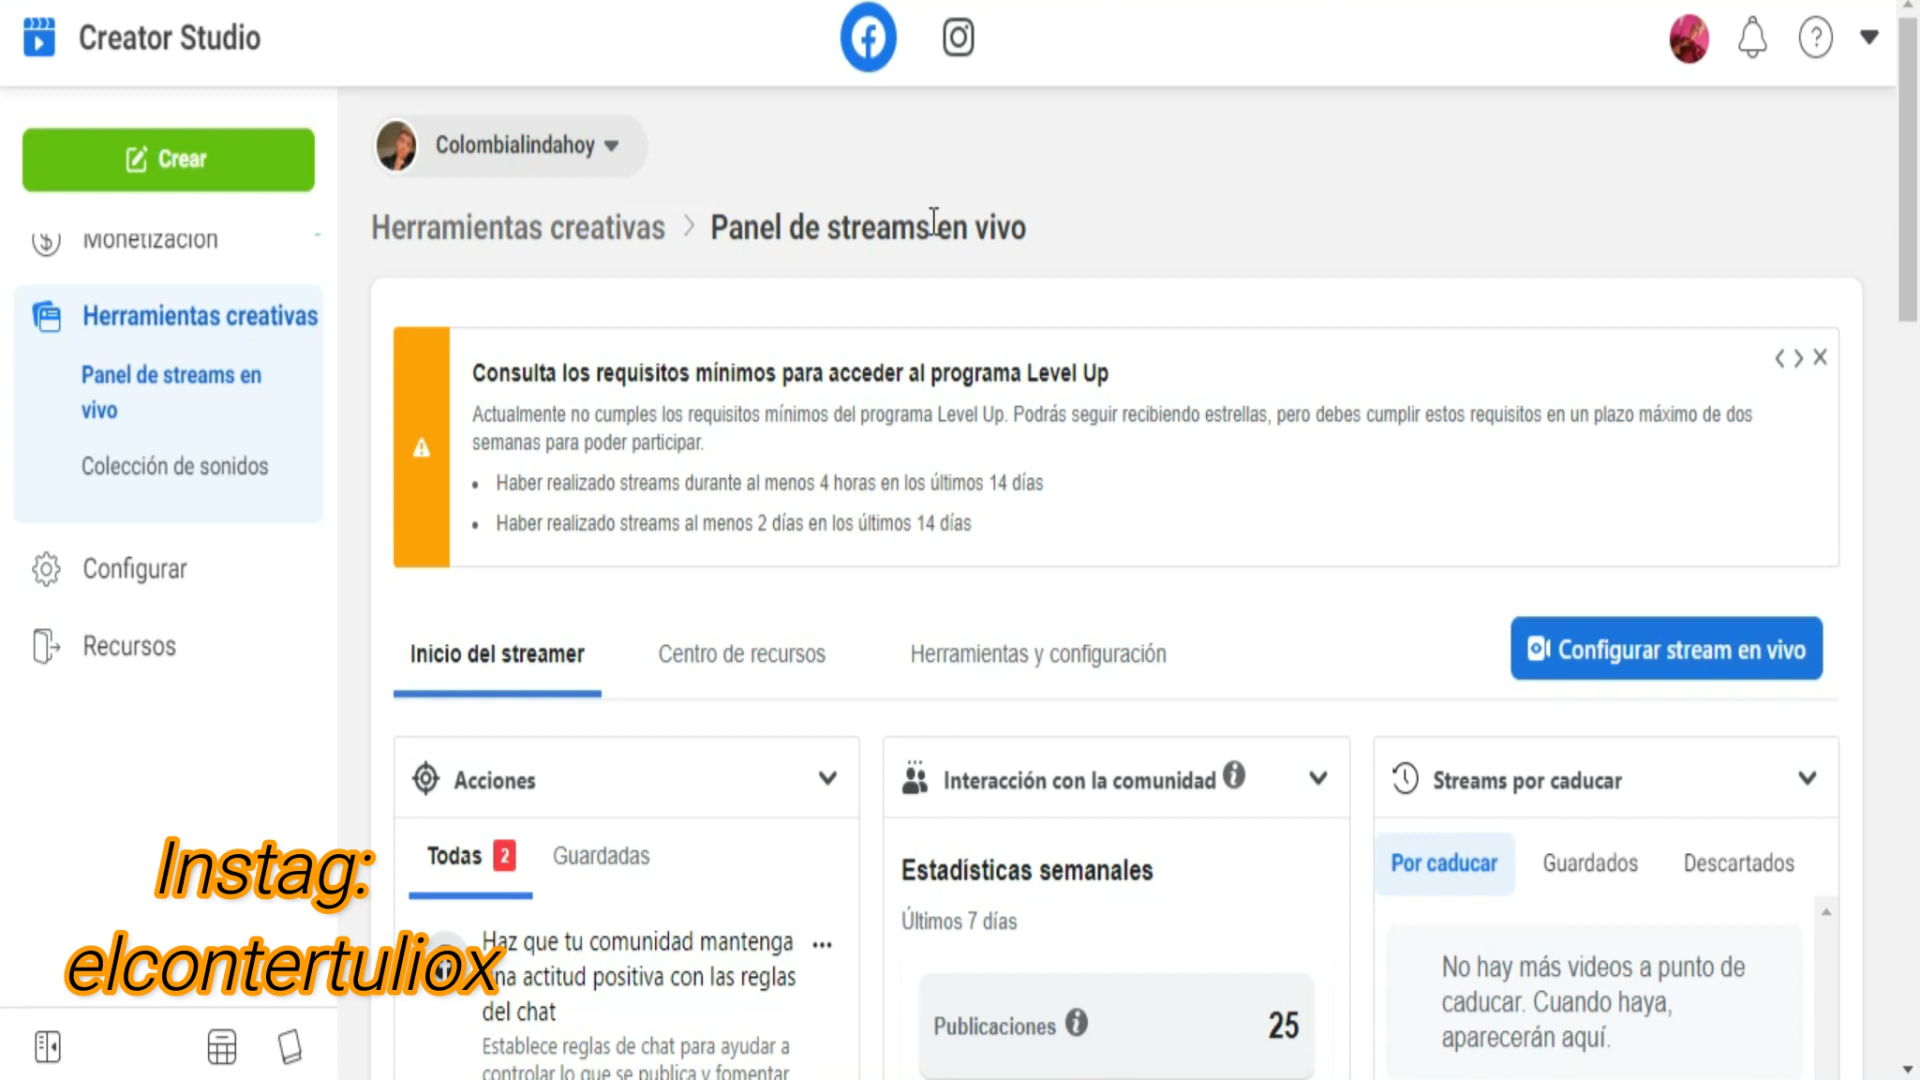 Creator Studio
Crear
Monetización
Herramientas creativas
Panel de streams en
vivo
Colección de sonidos
Configurar
Recursos
Colombialindahoy
Herramientas creativas > Panel de streams en vivo
Consulta los requisitos mínimos para acceder al programa Level Up
Actualmente no cumples los requisitos mínimos del programa Level Up. Podrás seguir recibiendo estrellas, pero debes cumplir estos requisitos en un plazo máximo de dos
semanas para poder participar.
• Haber realizado streams durante al menos 4 horas en los últimos 14 días
• Haber realizado streams al menos 2 días en los últimos 14 días
Inicio del streamer Centro de recursos Herramientas y configuración
Configurar stream en vivo
Acciones
Todas 2 Guardadas
Haz que tu comunidad mantenga
una actitud positiva con las reglas
del chat
Establece reglas de chat para ayudar a
controlar lo que se publica y fomentar
Interacción con la comunidad
Estadísticas semanales
Últimos 7 días
Publicaciones 25
Streams por caducar
Por caducar Guardados Descartados
No hay más videos a punto de
caducar. Cuando haya,
aparecerán aquí.
Instag:
elcontertuliox